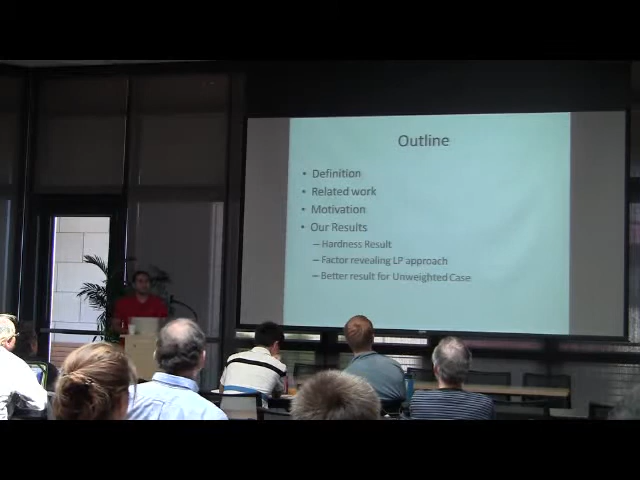 Outline
• Definition
• Related work
• Motivation
• Our Results
– Hardness Result
– Factor revealing LP approach
– Better result for Unweighted Case